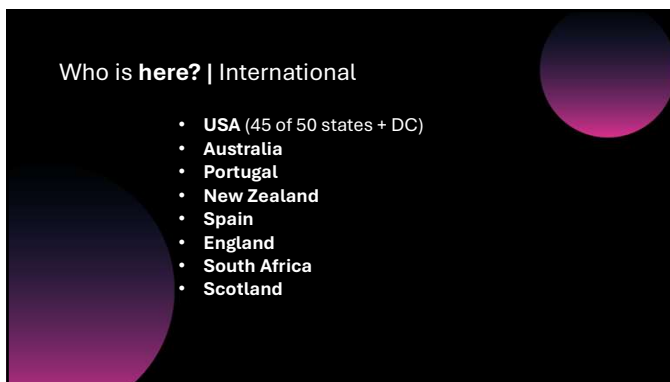 Who is here? | International
• USA (45 of 50 states + DC)
• Australia
• Portugal
• New Zealand
• Spain
• England
• South Africa
• Scotland